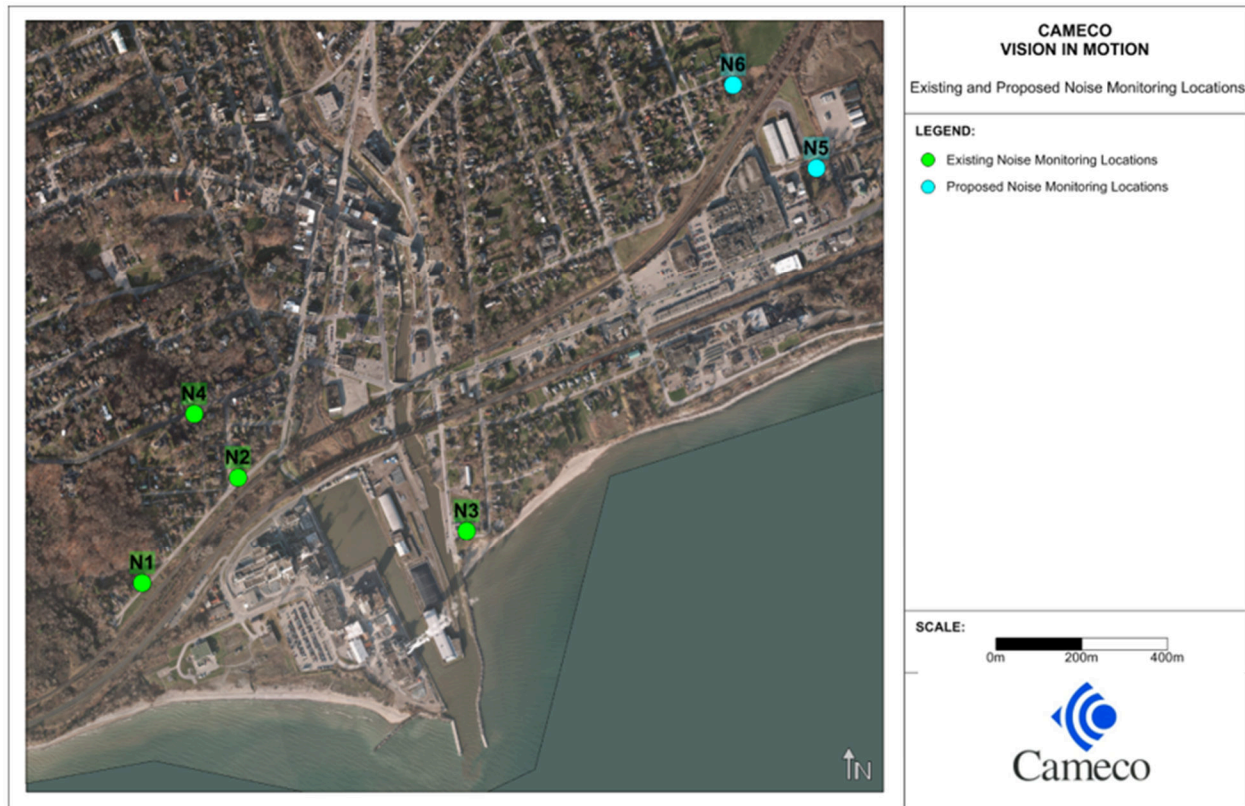 CAMECO
VISION IN MOTION
Existing and Proposed Noise Monitoring Locations
LEGEND:
Existing Noise Monitoring Locations
Proposed Noise Monitoring Locations
N6
N5
N4
N2
N3
N1
N
SCALE:
0m 200m 400m
Cameco